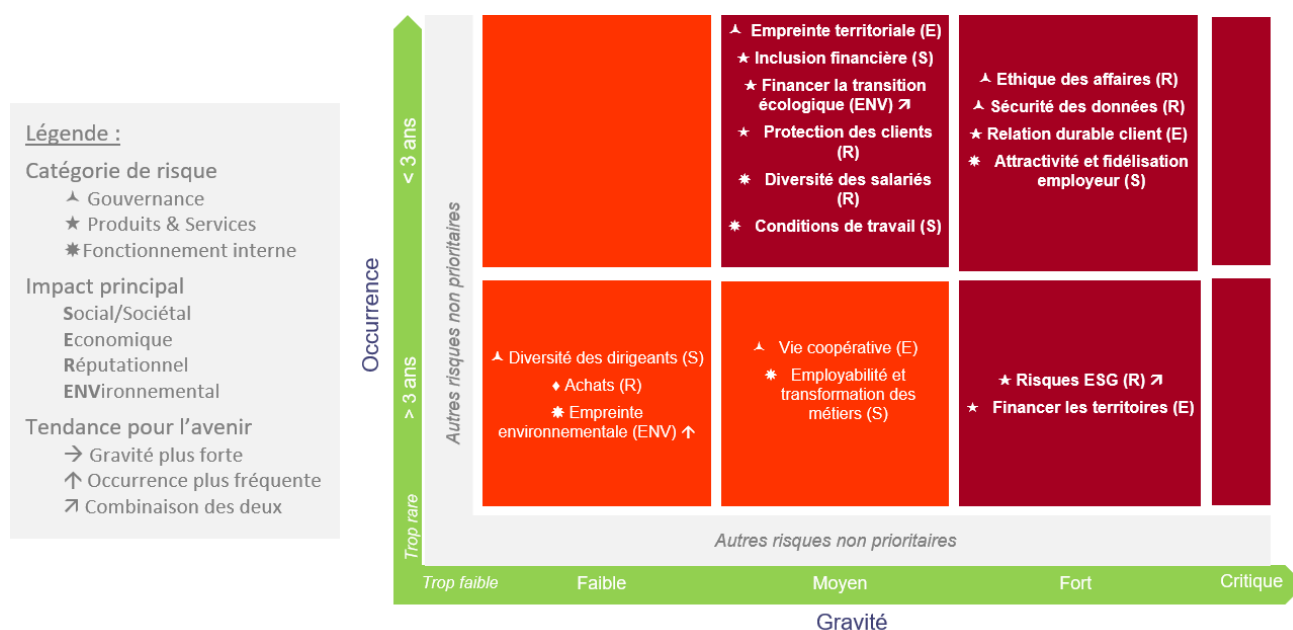 Légende :
Catégorie de risque
Gouvernance
★ Produits & Services
Fonctionnement interne
Impact principal
Social/Sociétal
Economique
Réputationnel
ENVironnemental
Tendance pour l'avenir
→ Gravité plus forte
↑ Occurrence plus fréquente
↗ Combinaison des deux
Occurrence
< 3 ans
> 3 ans
Trop rare
Autres risques non prioritaires
Empreinte territoriale (E)
★ Inclusion financière (S)
★ Financer la transition
écologique (ENV) ↗
★ Protection des clients
(R)
Diversité des salariés
(R)
Conditions de travail (S)
Ethique des affaires (R)
Sécurité des données (R)
★ Relation durable client (E)
Attractivité et fidélisation
employeur (S)
Diversité des dirigeants (S)
♦ Achats (R)
Empreinte
environnementale (ENV) ↑
Vie coopérative (E)
Employabilité et
transformation des
métiers (S)
★ Risques ESG (R) ↗
★ Financer les territoires (E)
Autres risques non prioritaires
Trop faible
Faible
Moyen
Fort
Critique
Gravité